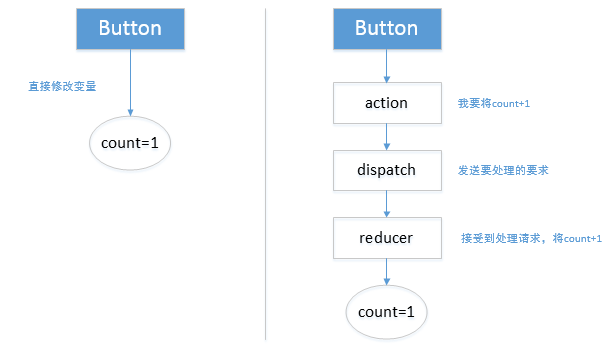 Button
直接修改变量
count=1
Button
action
我要将count+1
dispatch
发送要处理的要求
reducer
接受到处理请求，将count+1
count=1